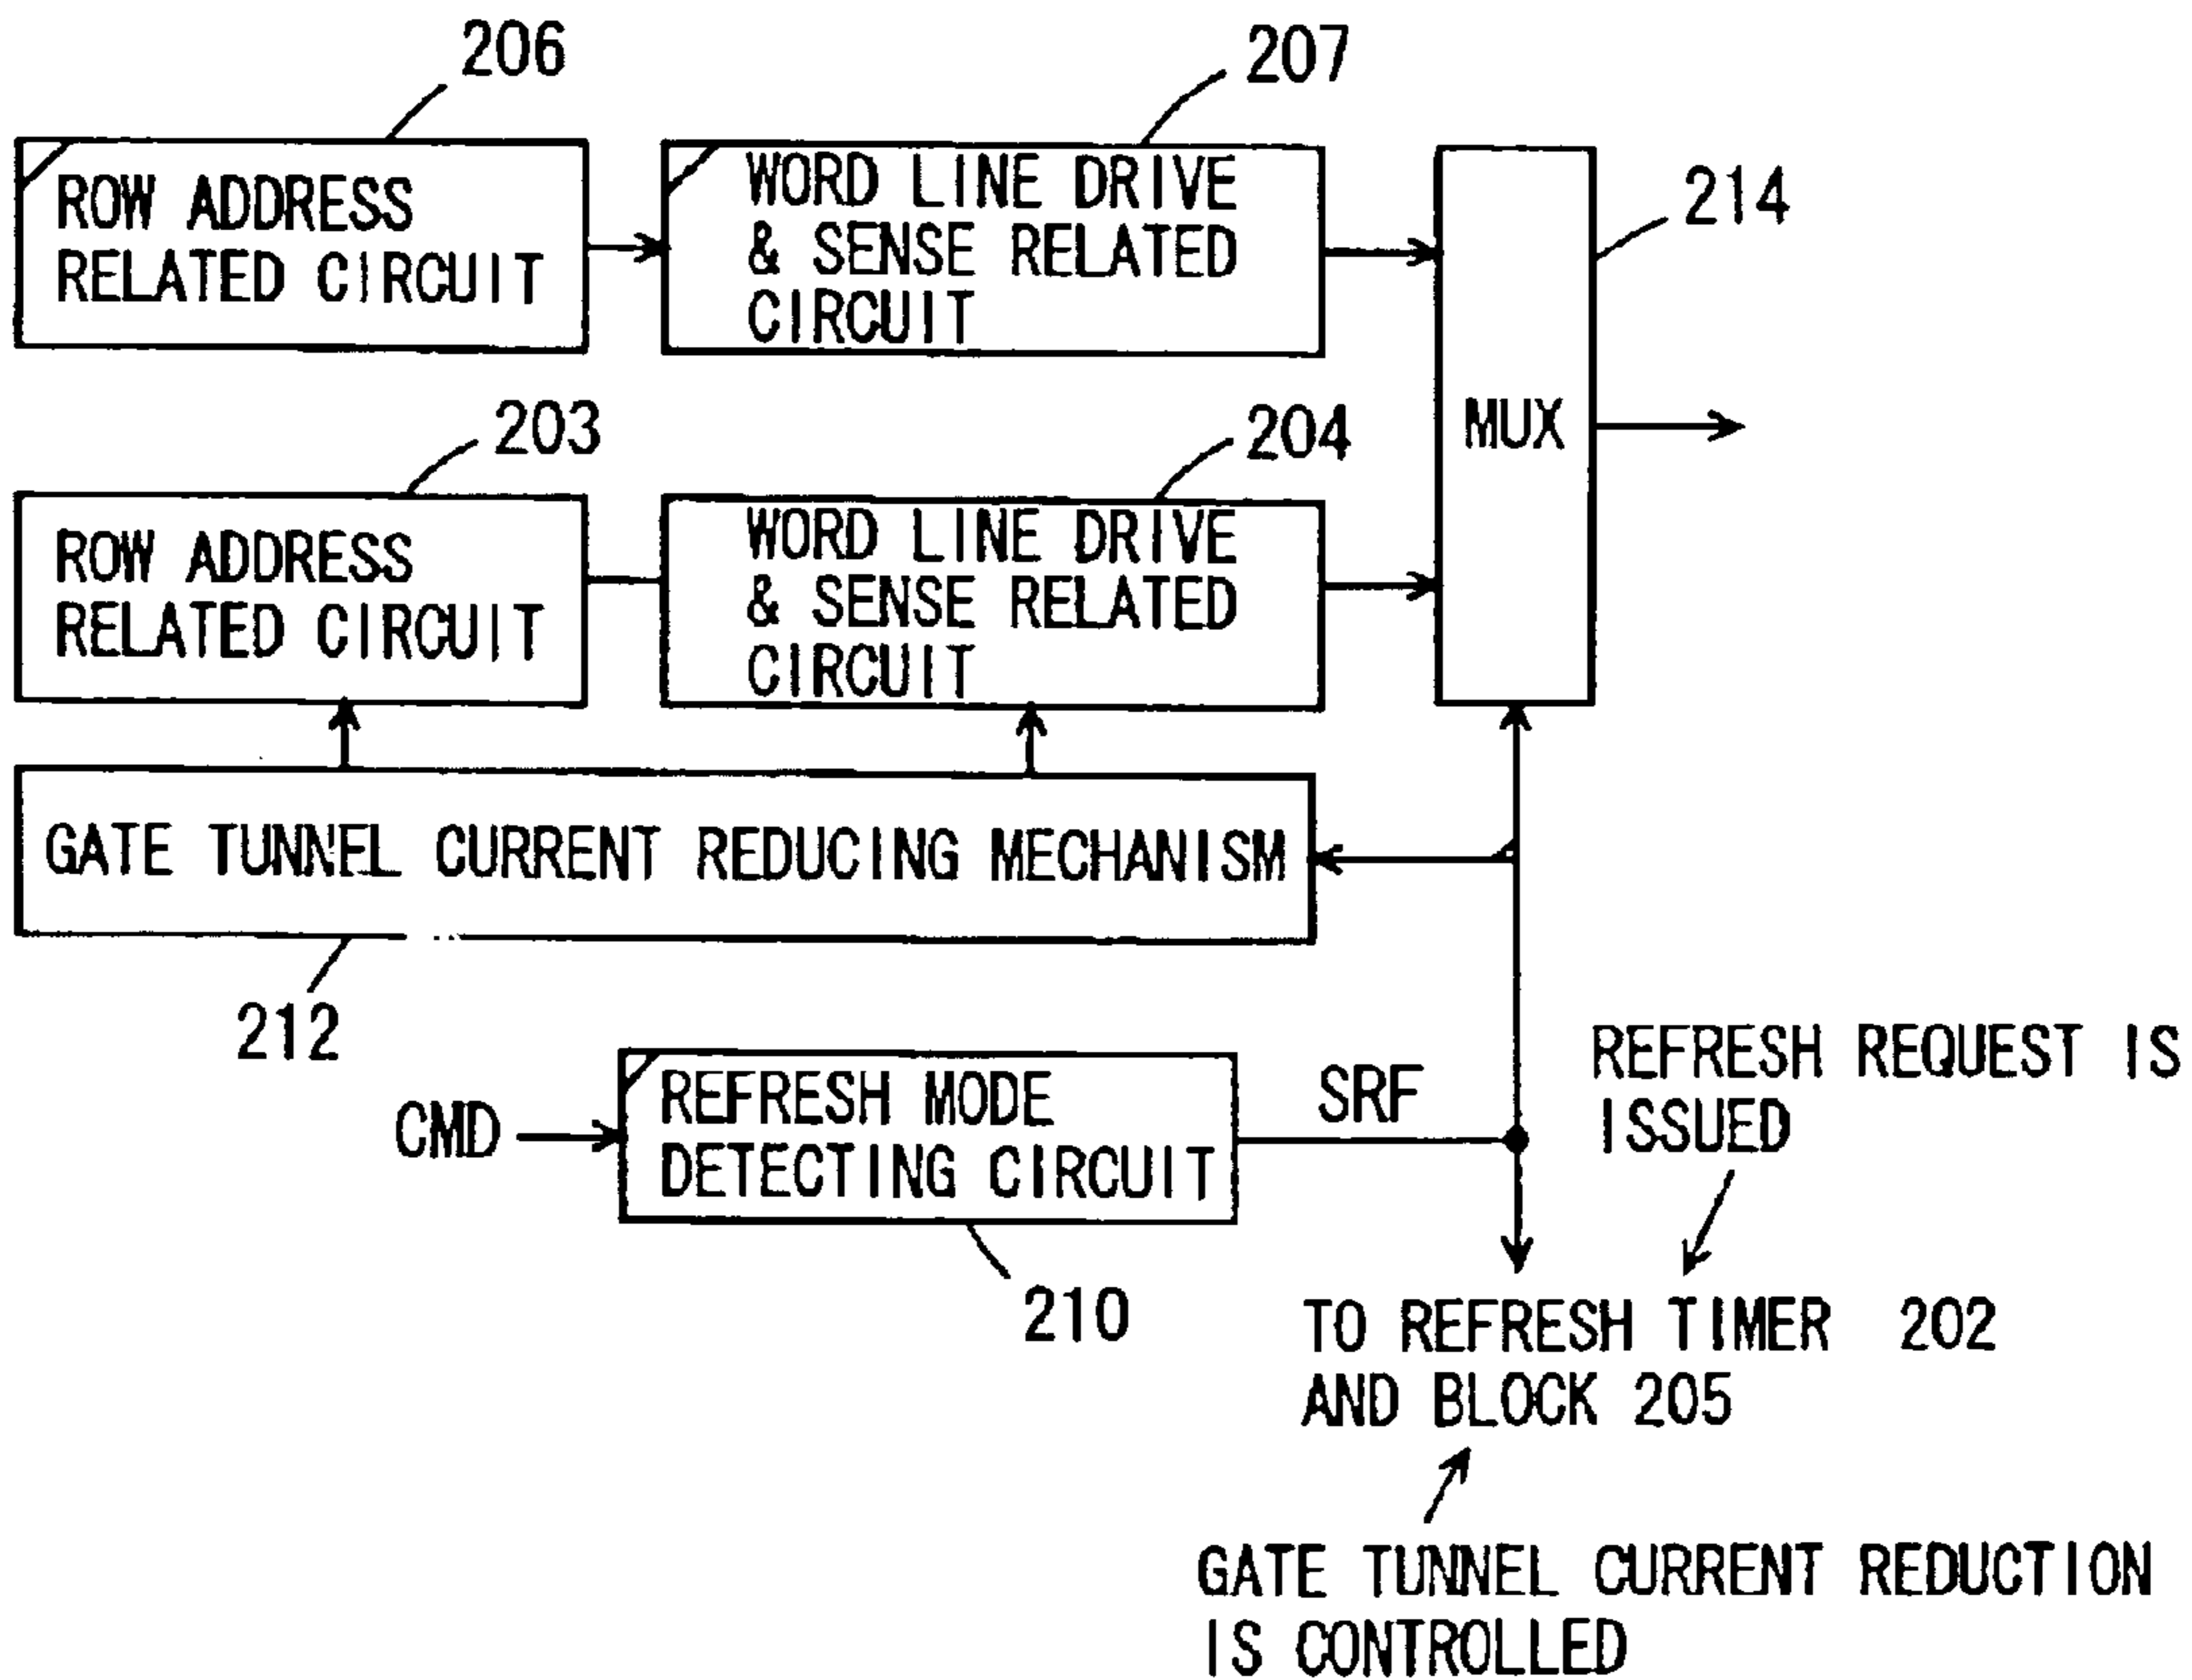 206
207
ROW ADDRESS
RELATED CIRCUIT
WORD LINE DRIVE
& SENSE RELATED
CIRCUIT
214
MUX
203
204
ROW ADDRESS
RELATED CIRCUIT
WORD LINE DRIVE
& SENSE RELATED
CIRCUIT
GATE TUNNEL CURRENT REDUCING MECHANISM
212
CMD
REFRESH MODE
DETECTING CIRCUIT
210
SRF
REFRESH REQUEST IS
ISSUED
TO REFRESH TIMER 202
AND BLOCK 205
GATE TUNNEL CURRENT REDUCTION
IS CONTROLLED